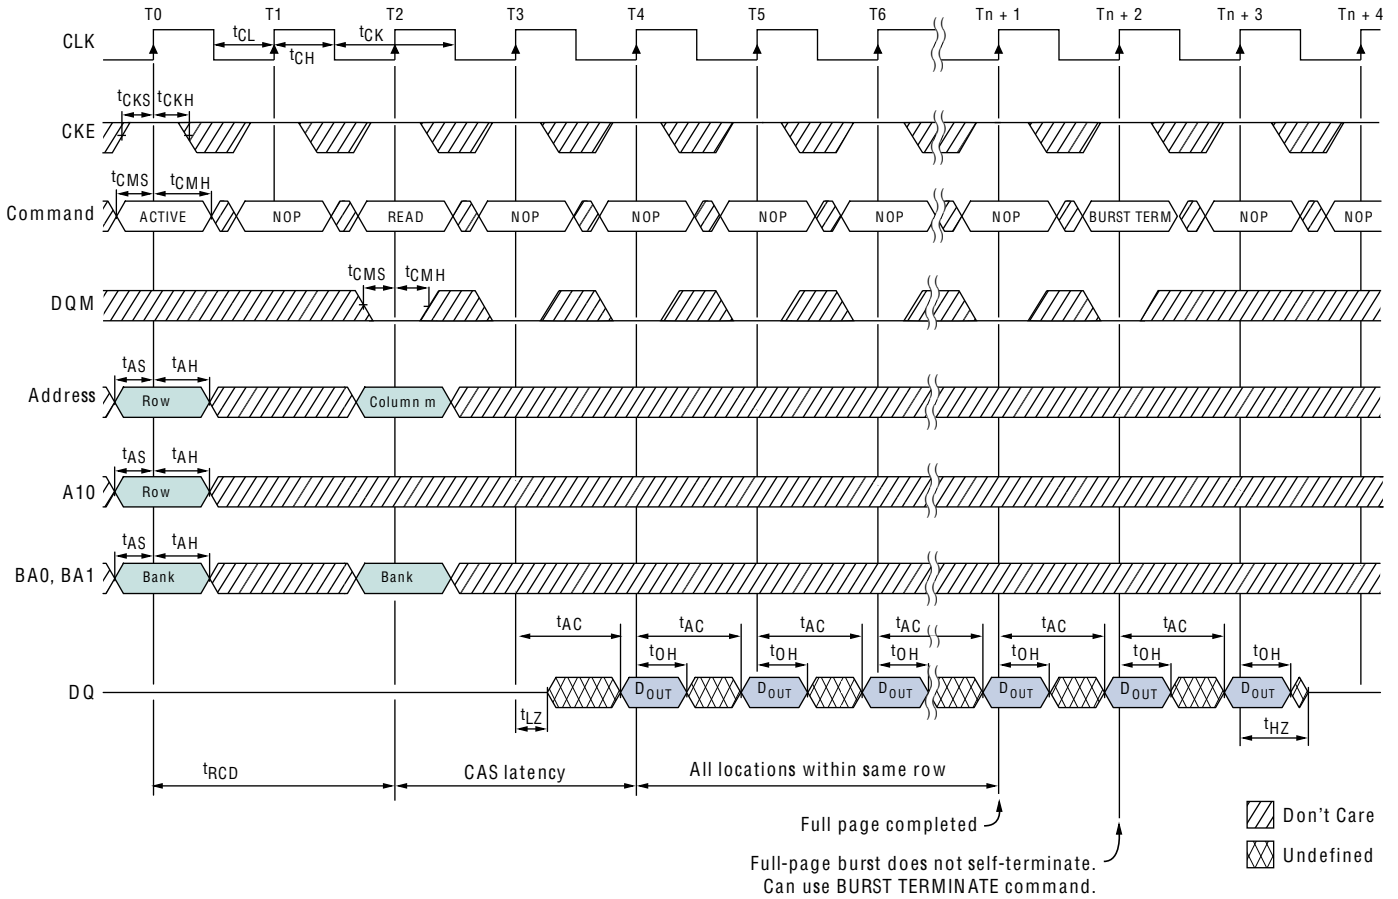 T0 T1 T2 T3 T4 T5 T6 Tn + 1 Tn + 2 Tn + 3 Tn + 4
CLK tCL tCK
tCH
tCKS tCKH
CKE
tCMS tCMH
Command ACTIVE NOP READ NOP NOP NOP NOP NOP BURST TERM NOP NOP
tCMS tCMH
DQM
tAS tAH
Address Row Column m
tAS tAH
A10 Row
tAS tAH
BA0, BA1 Bank Bank
tAC tAC tAC tAC tAC tAC
tOH tOH tOH tOH tOH tOH
DQ DOUT DOUT DOUT DOUT DOUT DOUT
tLZ tHZ
tRCD CAS latency All locations within same row
Full page completed
Full-page burst does not self-terminate.
Can use BURST TERMINATE command.
Don't Care
Undefined